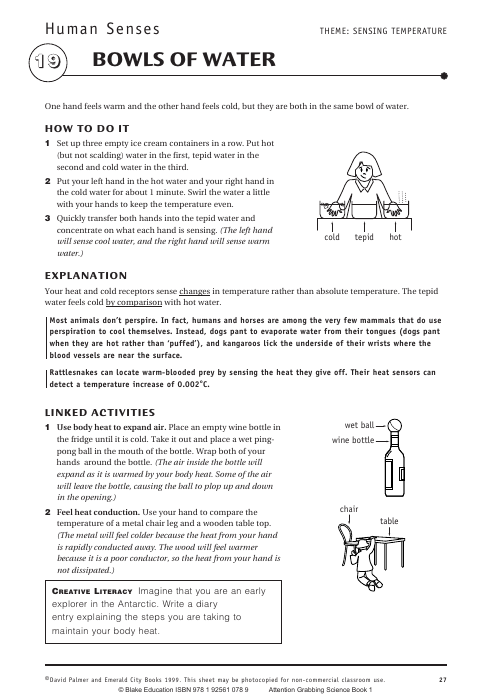 Human Senses
THEME: SENSING TEMPERATURE
19
BOWLS OF WATER
One hand feels warm and the other hand feels cold, but they are both in the same bowl of water.
HOW TO DO IT
1 Set up three empty ice cream containers in a row. Put hot
(but not scalding) water in the first, tepid water in the
second and cold water in the third.
2 Put your left hand in the hot water and your right hand in
the cold water for about 1 minute. Swirl the water a little
with your hands to keep the temperature even.
3 Quickly transfer both hands into the tepid water and
concentrate on what each hand is sensing. (The left hand
will sense cool water, and the right hand will sense warm
water.)
cold tepid hot
EXPLANATION
Your heat and cold receptors sense changes in temperature rather than absolute temperature. The tepid
water feels cold by comparison with hot water.
Most animals don't perspire. In fact, humans and horses are among the very few mammals that do use
perspiration to cool themselves. Instead, dogs pant to evaporate water from their tongues (dogs pant
when they are hot rather than 'puffed'), and kangaroos lick the underside of their wrists where the
blood vessels are near the surface.
Rattlesnakes can locate warm-blooded prey by sensing the heat they give off. Their heat sensors can
detect a temperature increase of 0.002°C.
LINKED ACTIVITIES
1 Use body heat to expand air. Place an empty wine bottle in
the fridge until it is cold. Take it out and place a wet ping-
pong ball in the mouth of the bottle. Wrap both of your
hands around the bottle. (The air inside the bottle will
expand as it is warmed by your body heat. Some of the air
will leave the bottle, causing the ball to plop up and down
in the opening.)
wet ball
wine bottle
2 Feel heat conduction. Use your hand to compare the
temperature of a metal chair leg and a wooden table top.
(The metal will feel colder because the heat from your hand
is rapidly conducted away. The wood will feel warmer
because it is a poor conductor, so the heat from your hand is
not dissipated.)
chair
table
CREATIVE LITERACY Imagine that you are an early
explorer in the Antarctic. Write a diary
entry explaining the steps you are taking to
maintain your body heat.
©David Palmer and Emerald City Books 1999. This sheet may be photocopied for non-commercial classroom use.
27
© Blake Education ISBN 978 1 92561 078 9 Attention Grabbing Science Book 1